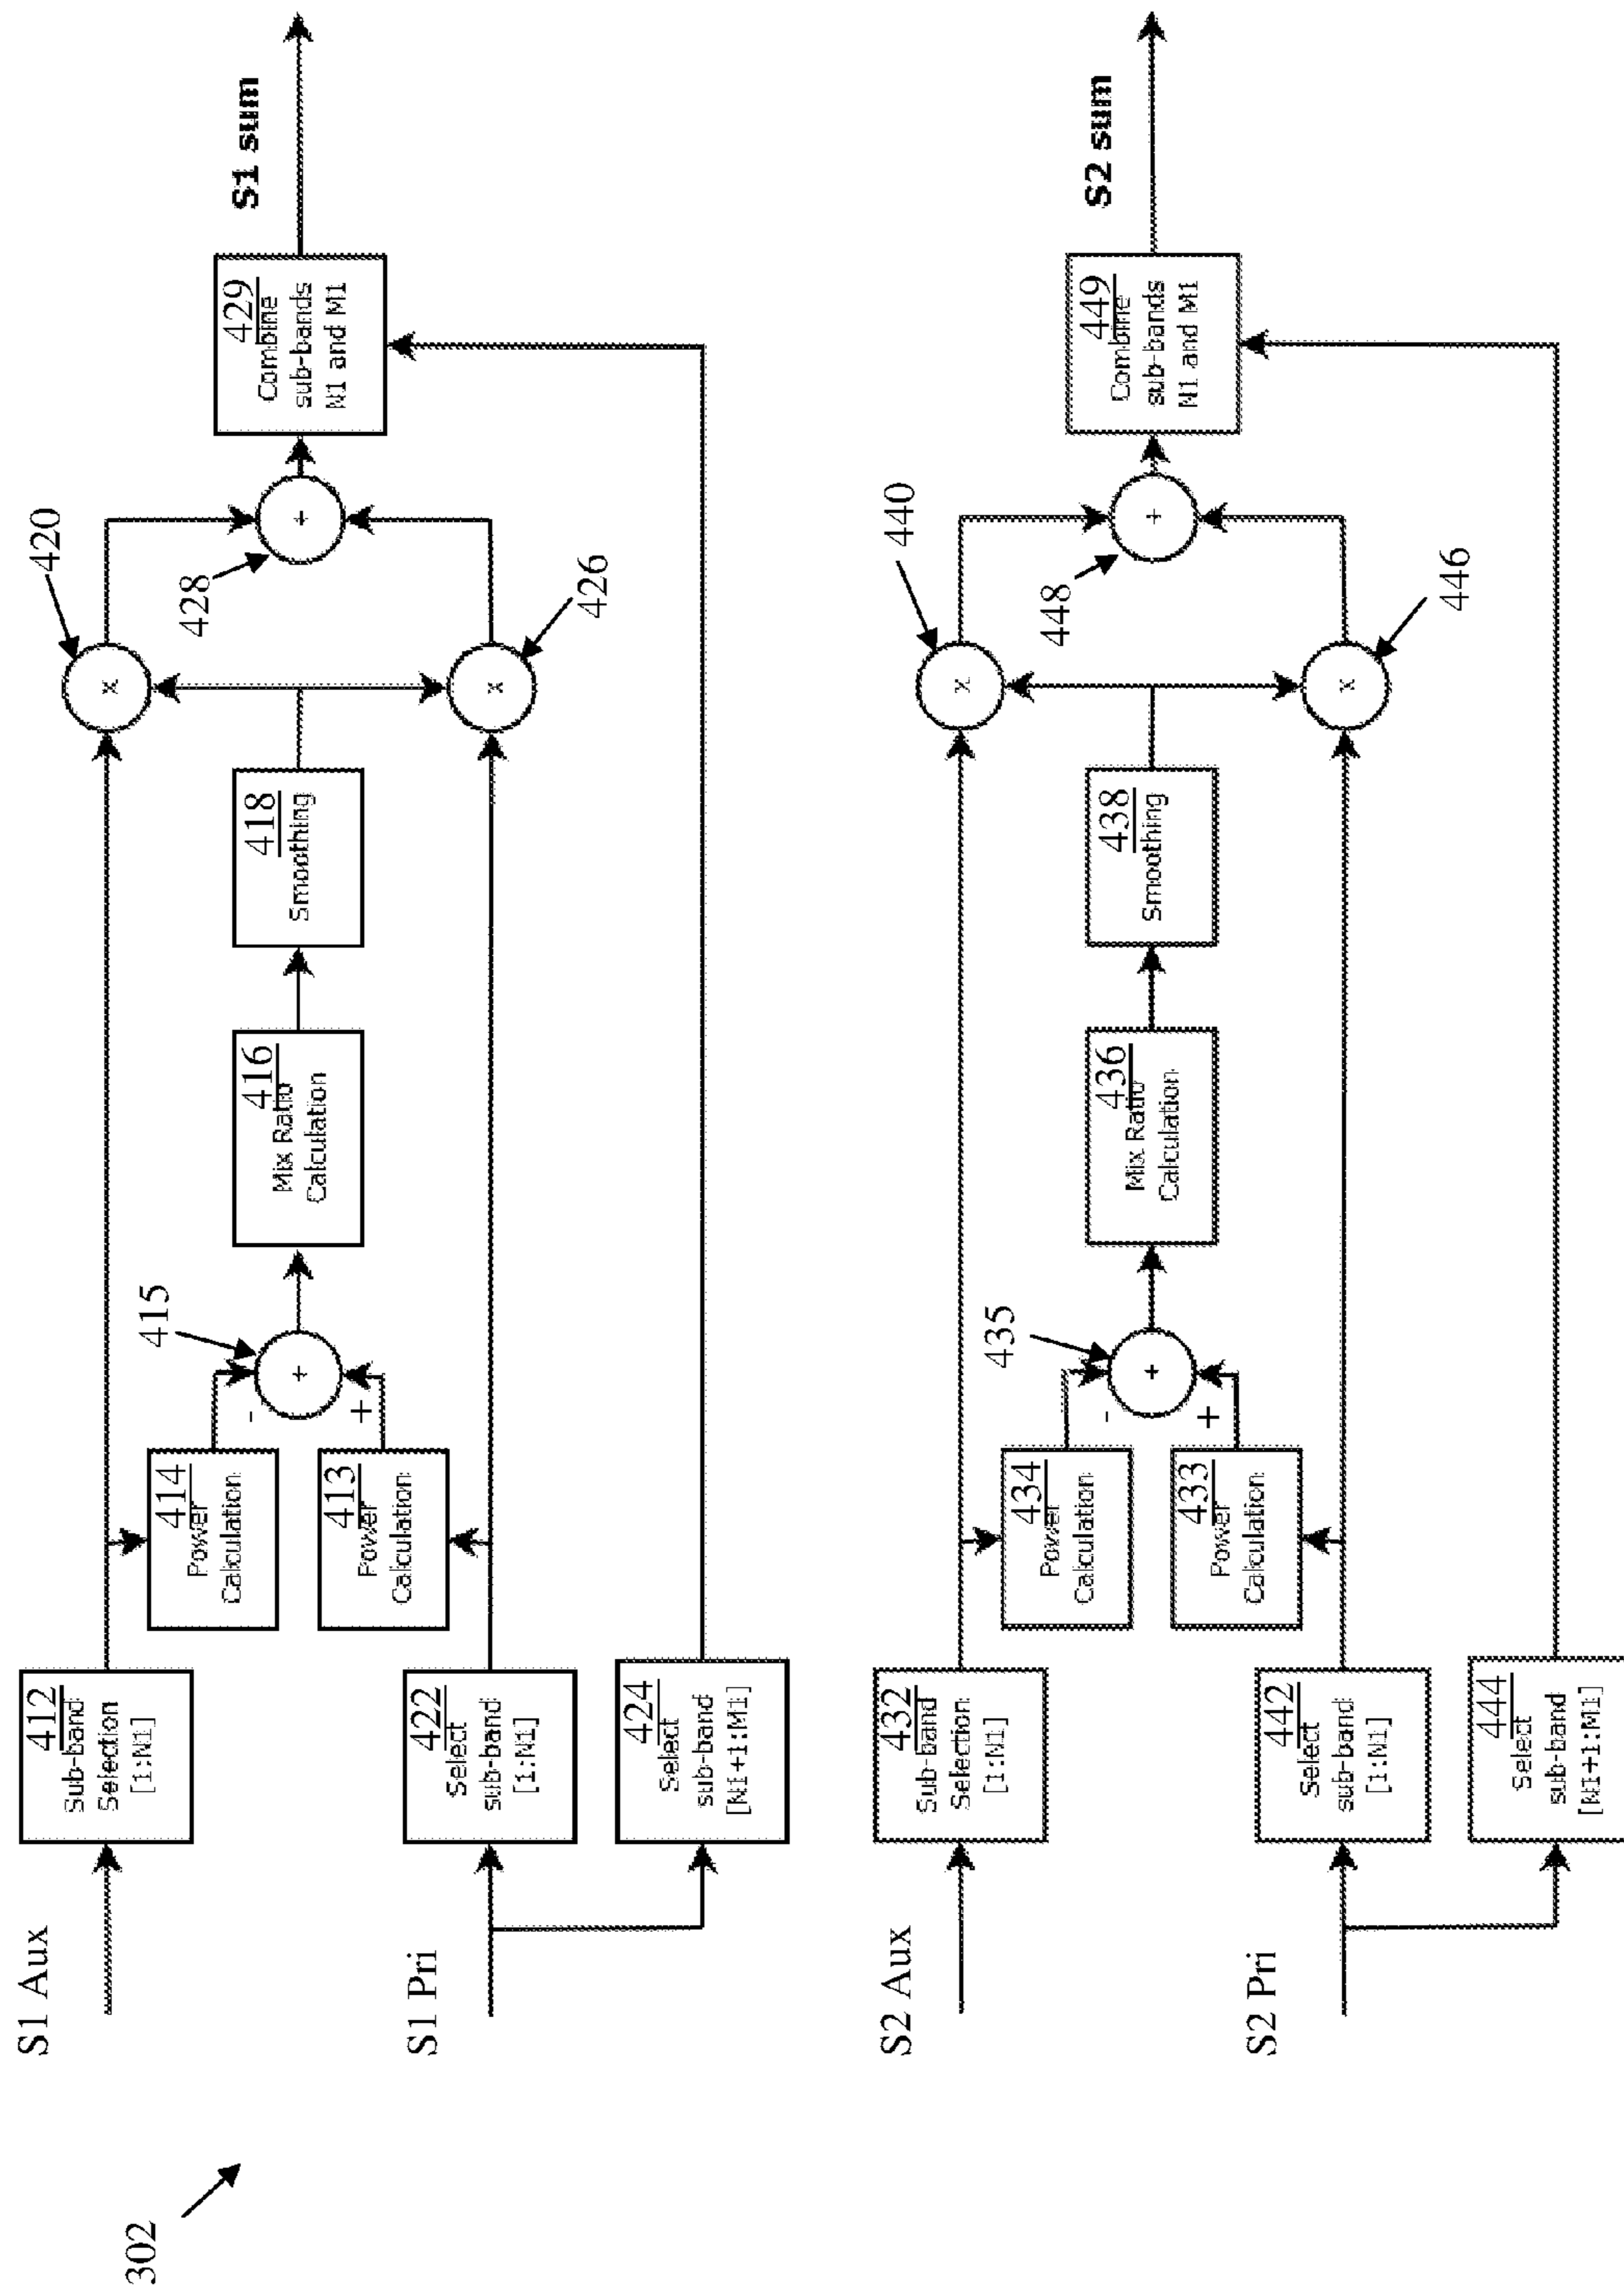 302
S1 Aux
412
Sub-band
Selection
[1:N1]
414
Power
Calculation
-
415
+
+
413
Power
Calculation
416
Mix Ratio
Calculation
418
Smoothing
420
x
428
+
x
426
429
Combine
sub-bands
N1 and M1
S1 sum
S1 Pri
422
Select
sub-band
[1:N1]
424
Select
sub-band
[N1+1:M1]
S2 Aux
432
Sub-band
Selection
[1:N1]
434
Power
Calculation
-
435
+
+
433
Power
Calculation
436
Mix Ratio
Calculation
438
Smoothing
440
x
448
+
x
446
449
Combine
sub-bands
N1 and M1
S2 sum
S2 Pri
442
Select
sub-band
[1:N1]
444
Select
sub-band
[N1+1:M1]